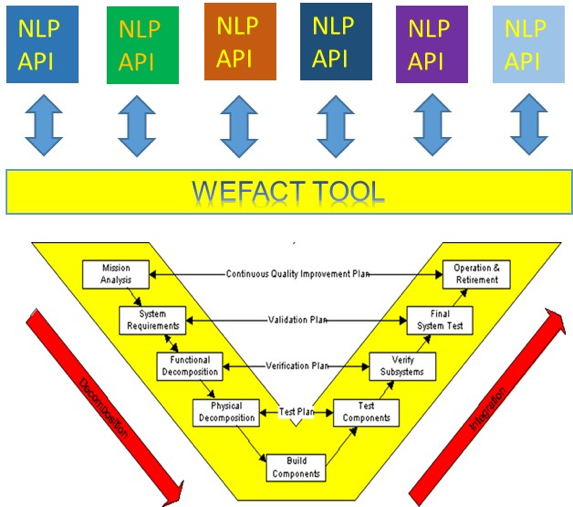 NLP
API
NLP
API
NLP
API
NLP
API
NLP
API
NLP
API
WEFACT TOOL
Mission
Analysis
Continuous Quality Improvement Plan
Operation &
Retirement
System
Requirements
Validation Plan
Final
System Test
Functional
Decomposition
Verification Plan
Verify
Subsystems
Physical
Decomposition
Test Plan
Test
Components
Build
Components
Decomposition
Integration